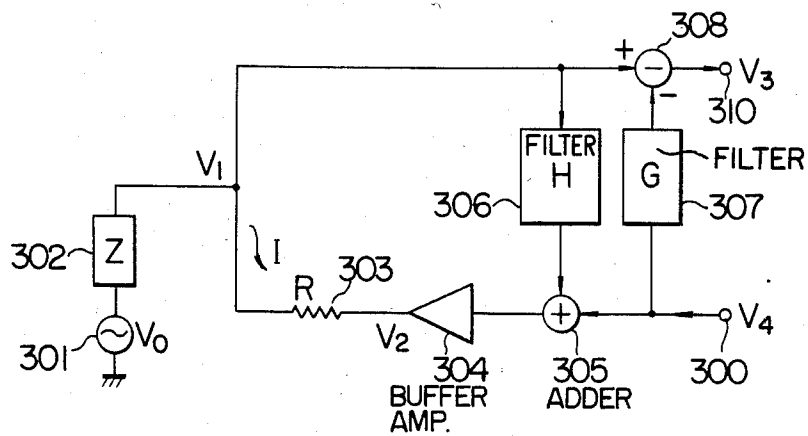 308
+
−
V3
310
−
FILTER
H
G
FILTER
306
307
V1
302
Z
I
303
R
301
V0
V2
304
+
305
V4
300
BUFFER
AMP.
ADDER